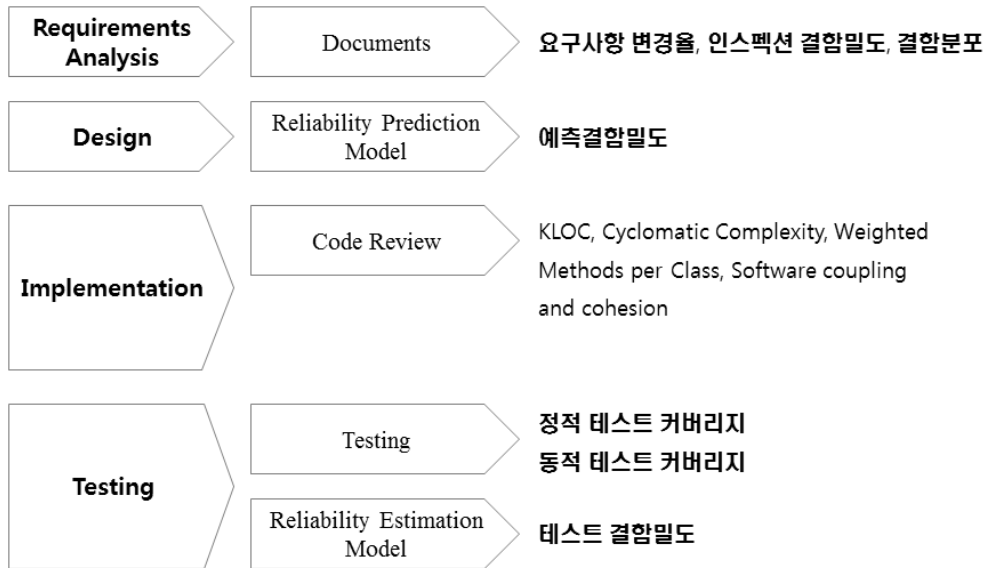 Requirements
Analysis
Documents
요구사항 변경율, 인스펙션 결함밀도, 결함분포
Design
Reliability Prediction
Model
예측결함밀도
Implementation
Code Review
KLOC, Cyclomatic Complexity, Weighted
Methods per Class, Software coupling
and cohesion
Testing
Testing
정적 테스트 커버리지
동적 테스트 커버리지
Reliability Estimation
Model
테스트 결함밀도